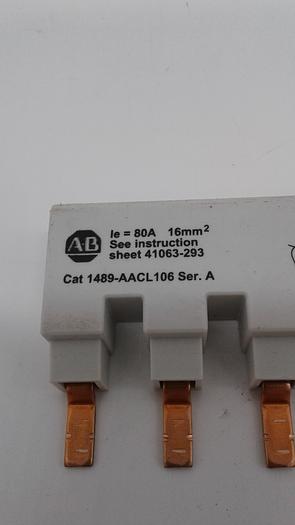 AB
Ie = 80A 16mm²
See instruction
sheet 41063-293
Cat 1489-AACL106 Ser. A